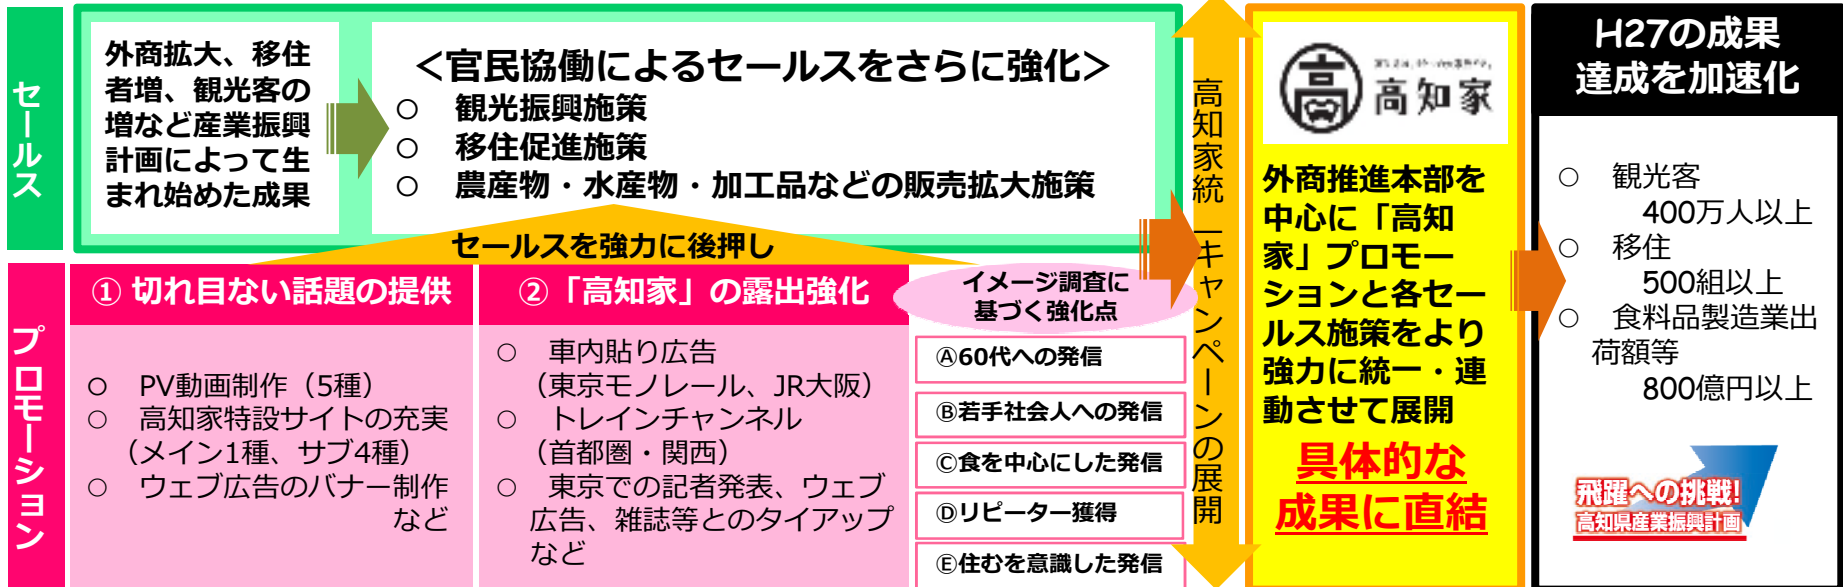 セールス
外商拡大、移住
者増、観光客の
増など産業振興
計画によって生
まれ始めた成果
＜官民協働によるセールスをさらに強化＞
○ 観光振興施策
○ 移住促進施策
○ 農産物・水産物・加工品などの販売拡大施策
セールスを強力に後押し
プロモーション
① 切れ目ない話題の提供
○ PV動画制作（5種）
○ 高知家特設サイトの充実
（メイン1種、サブ4種）
○ ウェブ広告のバナー制作
など
②「高知家」の露出強化
○ 車内貼り広告
（東京モノレール、JR大阪）
○ トレインチャンネル
（首都圏・関西）
○ 東京での記者発表、ウェブ
広告、雑誌等とのタイアップ
など
イメージ調査に
基づく強化点
Ⓐ60代への発信
Ⓑ若手社会人への発信
Ⓒ食を中心にした発信
Ⓓリピーター獲得
Ⓔ住むを意識した発信
高知家統一キャンペーンの展開
高
高知家
外商推進本部を
中心に「高知
家」プロモー
ションと各セー
ルス施策をより
強力に統一・連
動させて展開
具体的な
成果に直結
H27の成果
達成を加速化
○ 観光客
400万人以上
○ 移住
500組以上
○ 食料品製造業出
荷額等
800億円以上
飛躍への挑戦!
高知県産業振興計画